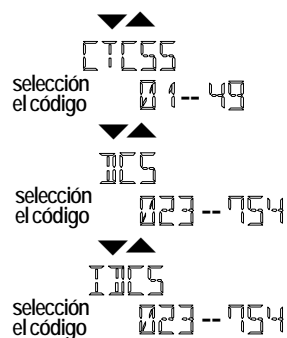 ▼▲
CTCSS
selección
el código 01--49
▼▲
DCS
selección
el código 023--754
▼▲
IDCS
selección
el código 023--754